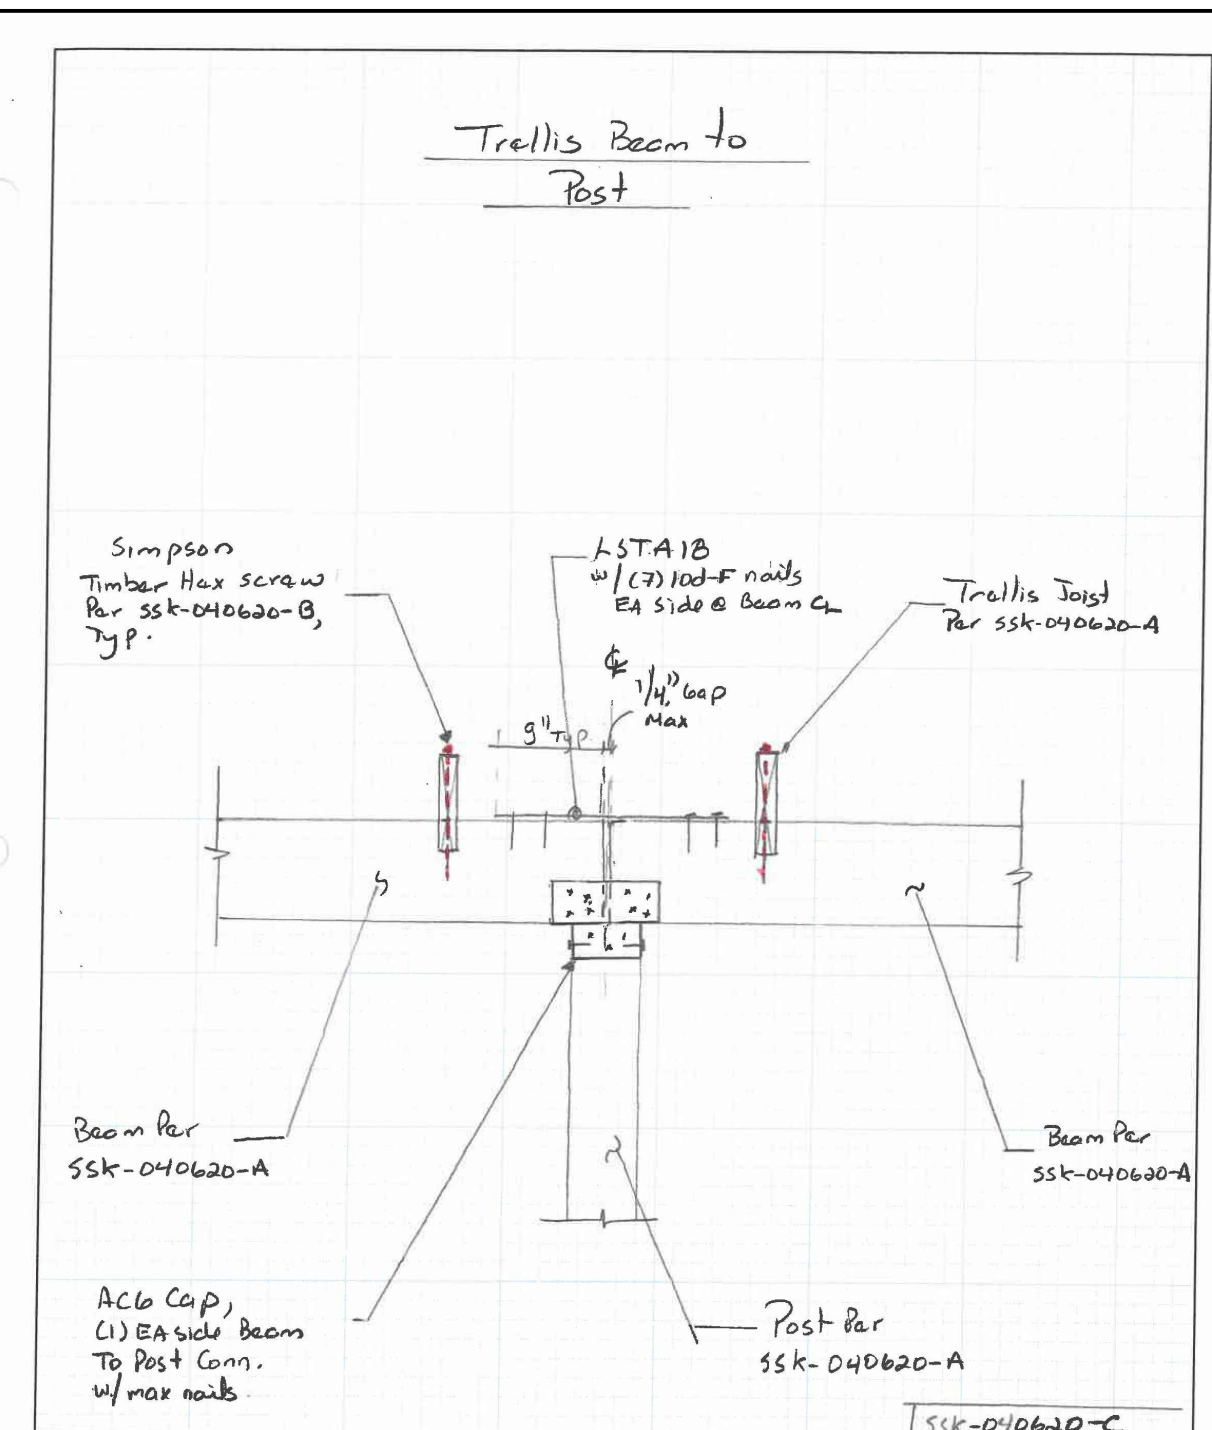 Trellis Beam to
Post
Simpson
Timber Hex screw
Per SSK-040620-B,
Typ.
LSTA18
w/ (7) 10d-F nails
EA Side @ Beam CL
Trellis Joist
Per SSK-040620-A
CL
1/4" Gap
Max
9" Typ.
Beam Per
SSK-040620-A
Beam Per
SSK-040620-A
AC6 Cap,
(1) EA side Beam
To Post Conn.
w/ max nails
Post Per
SSK-040620-A
SSK-040620-C